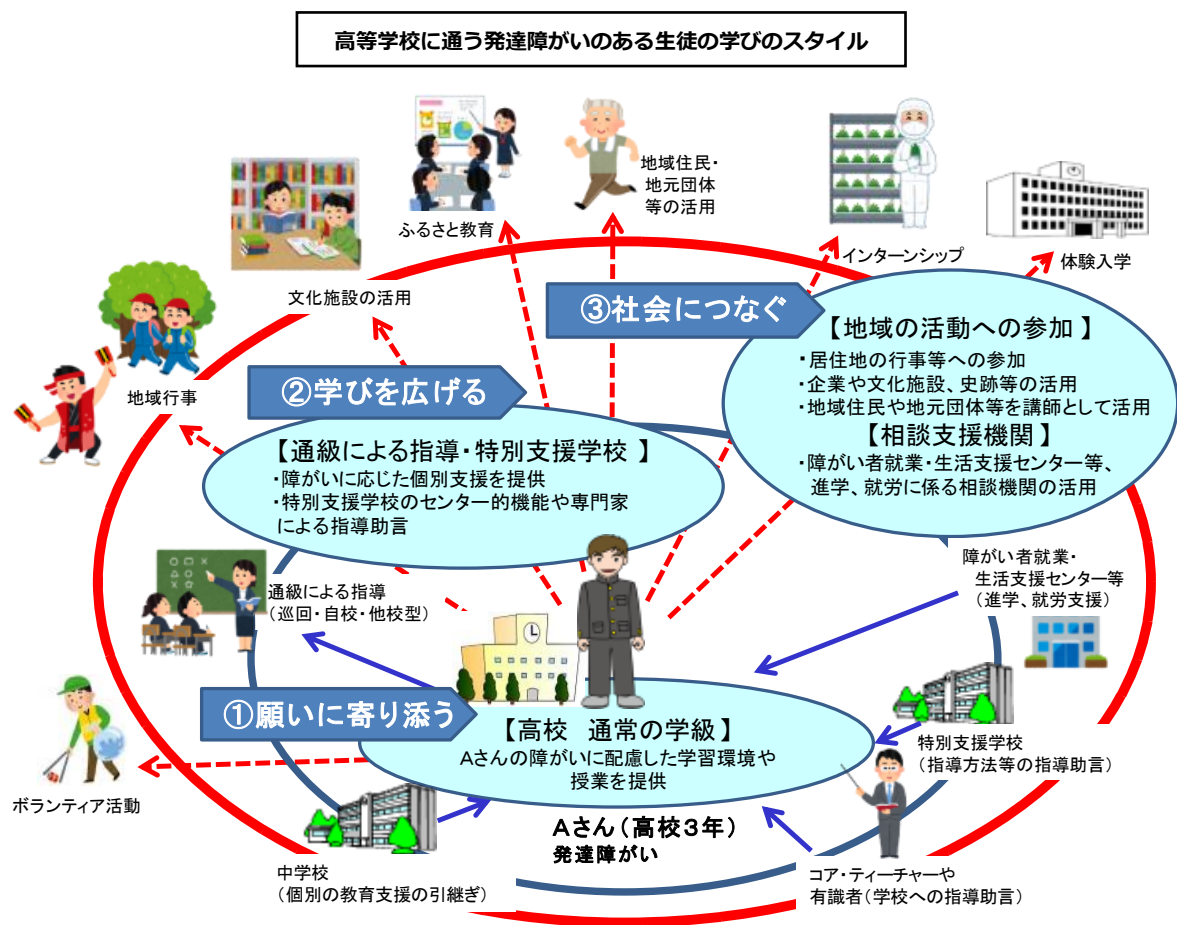 高等学校に通う発達障がいのある生徒の学びのスタイル
地域住民・
地元団体
等の活用
ふるさと教育
インターンシップ
体験入学
文化施設の活用
③社会につなぐ
【地域の活動への参加 】
・居住地の行事等への参加
・企業や文化施設、史跡等の活用
・地域住民や地元団体等を講師として活用
【相談支援機関】
・障がい者就業・生活支援センター等、
進学、就労に係る相談機関の活用
地域行事
②学びを広げる
【通級による指導・特別支援学校 】
・障がいに応じた個別支援を提供
・特別支援学校のセンター的機能や専門家
による指導助言
通級による指導
（巡回・自校・他校型）
障がい者就業・
生活支援センター等
（進学、就労支援）
①願いに寄り添う
【高校 通常の学級】
Aさんの障がいに配慮した学習環境や
授業を提供
特別支援学校
（指導方法等の指導助言）
ボランティア活動
Aさん（高校３年）
発達障がい
中学校
（個別の教育支援の引継ぎ）
コア・ティーチャーや
有識者（学校への指導助言）